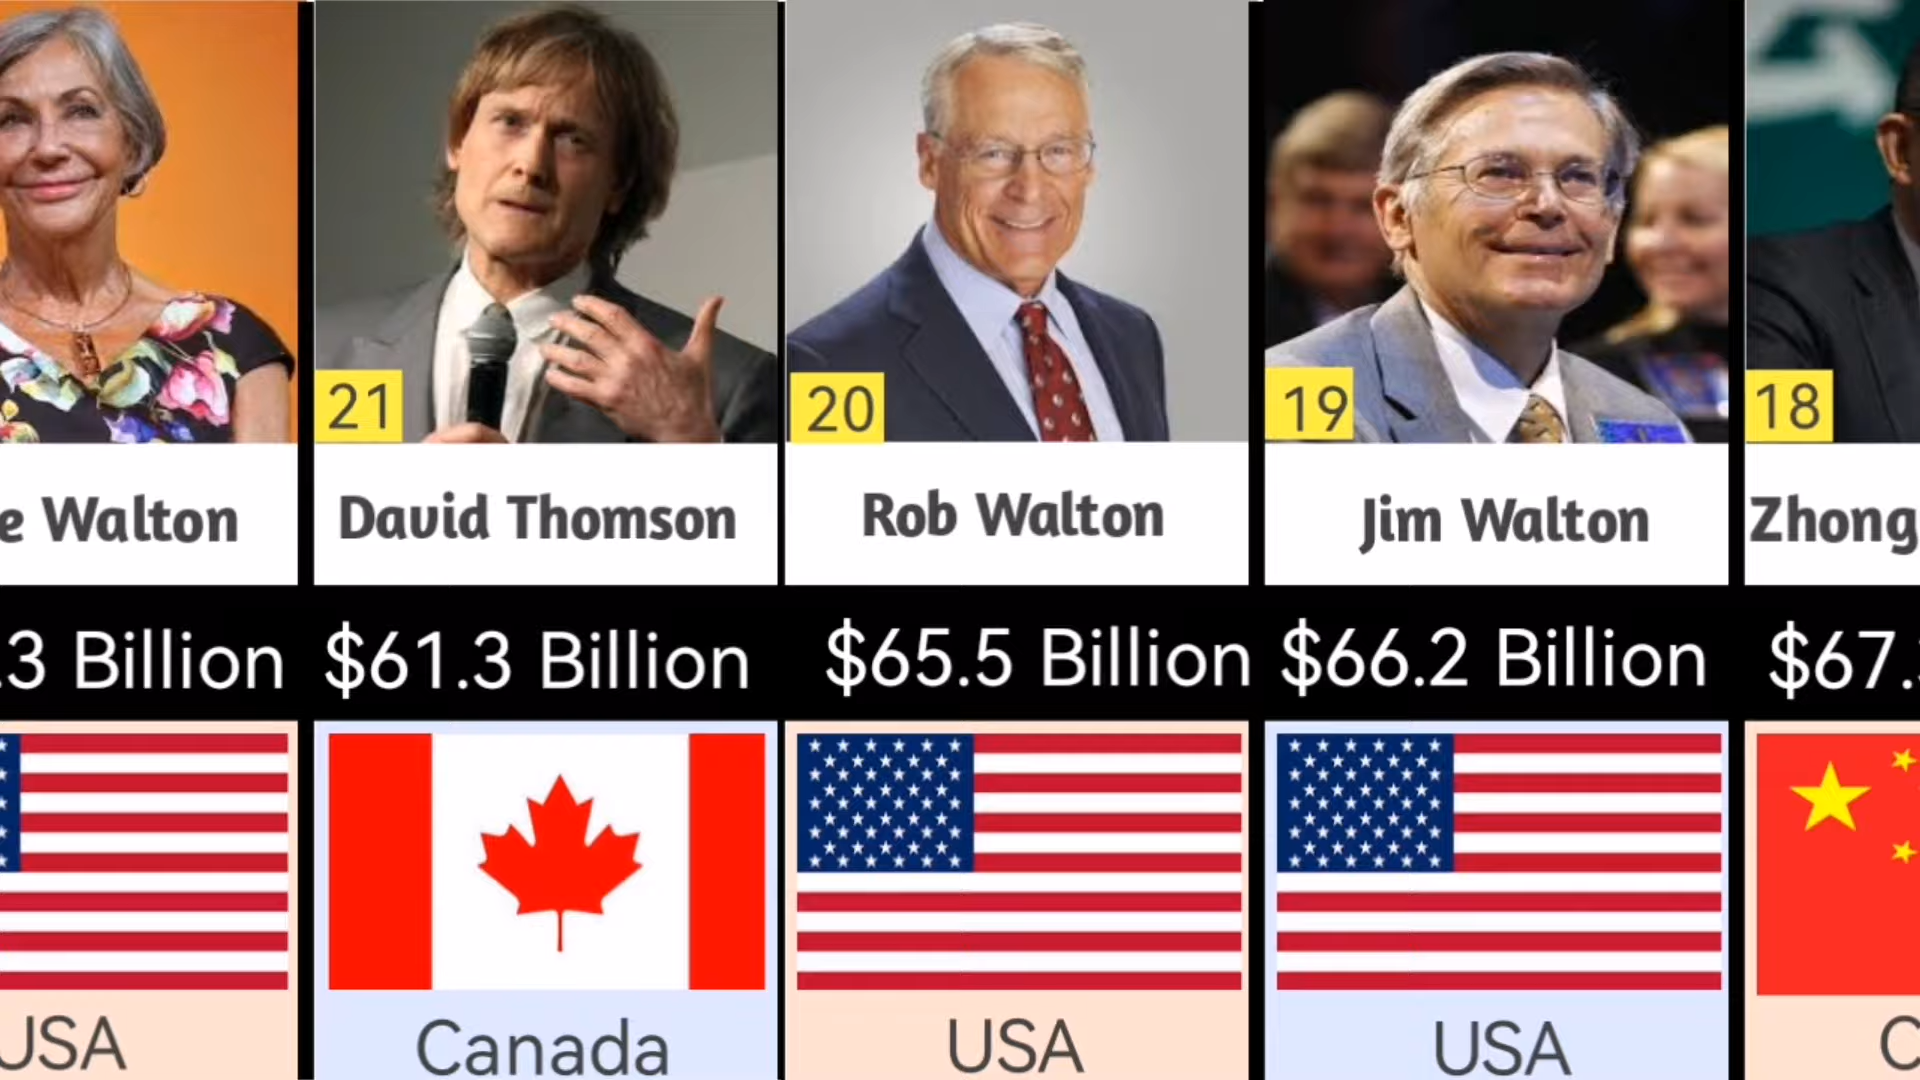 21
20
19
18
e Walton
David Thomson
Rob Walton
Jim Walton
Zhong
.3 Billion
$61.3 Billion
$65.5 Billion
$66.2 Billion
$67.
USA
Canada
USA
USA
C